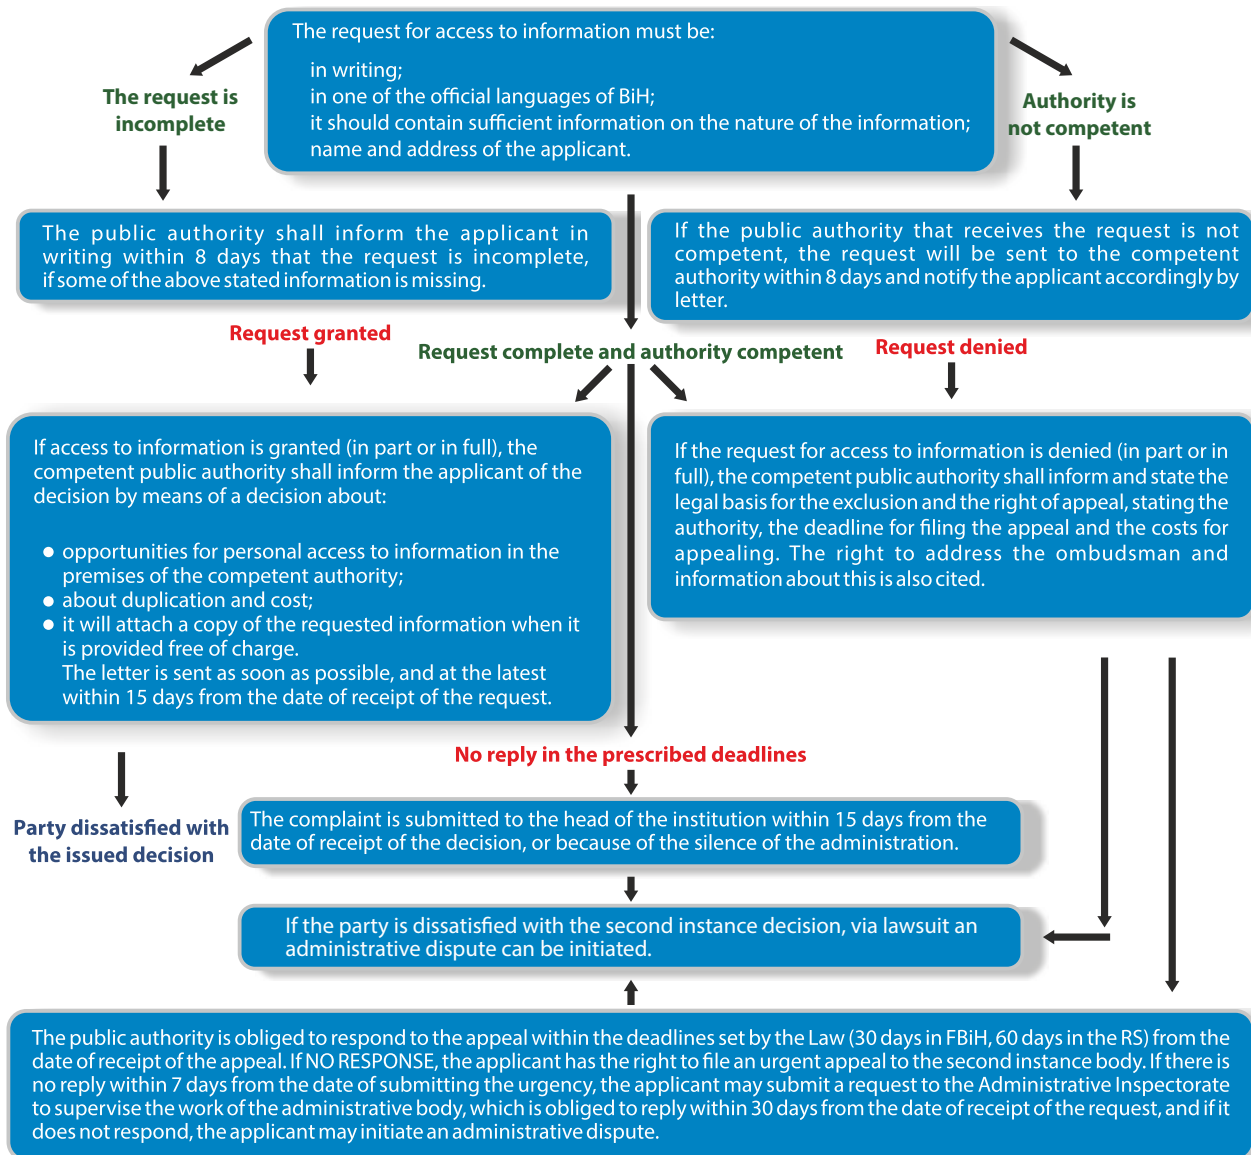 The request for access to information must be:
in writing;
in one of the official languages of BiH;
it should contain sufficient information on the nature of the information;
name and address of the applicant.
The request is
incomplete
Authority is
not competent
The public authority shall inform the applicant in
writing within 8 days that the request is incomplete,
if some of the above stated information is missing.
If the public authority that receives the request is not
competent, the request will be sent to the competent
authority within 8 days and notify the applicant accordingly by
letter.
Request granted
Request complete and authority competent
Request denied
If access to information is granted (in part or in full), the
competent public authority shall inform the applicant of the
decision by means of a decision about:
● opportunities for personal access to information in the
premises of the competent authority;
● about duplication and cost;
● it will attach a copy of the requested information when it
is provided free of charge.
The letter is sent as soon as possible, and at the latest
within 15 days from the date of receipt of the request.
If the request for access to information is denied (in part or in
full), the competent public authority shall inform and state the
legal basis for the exclusion and the right of appeal, stating the
authority, the deadline for filing the appeal and the costs for
appealing. The right to address the ombudsman and
information about this is also cited.
No reply in the prescribed deadlines
Party dissatisfied with
the issued decision
The complaint is submitted to the head of the institution within 15 days from the
date of receipt of the decision, or because of the silence of the administration.
If the party is dissatisfied with the second instance decision, via lawsuit an
administrative dispute can be initiated.
The public authority is obliged to respond to the appeal within the deadlines set by the Law (30 days in FBiH, 60 days in the RS) from the
date of receipt of the appeal. If NO RESPONSE, the applicant has the right to file an urgent appeal to the second instance body. If there is
no reply within 7 days from the date of submitting the urgency, the applicant may submit a request to the Administrative Inspectorate
to supervise the work of the administrative body, which is obliged to reply within 30 days from the date of receipt of the request, and if it
does not respond, the applicant may initiate an administrative dispute.